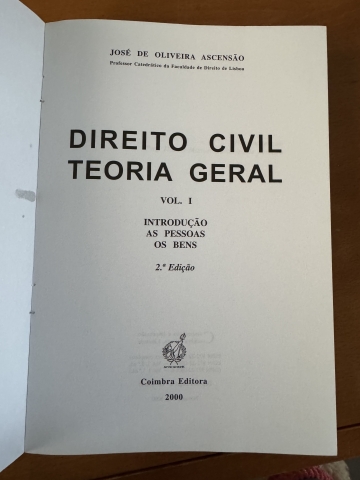 JOSÉ DE OLIVEIRA ASCENSÃO
Professor Catedrático da Faculdade de Direito de Lisboa
DIREITO CIVIL
TEORIA GERAL
VOL. I
INTRODUÇÃO
AS PESSOAS
OS BENS
2.ª Edição
Coimbra Editora
2000